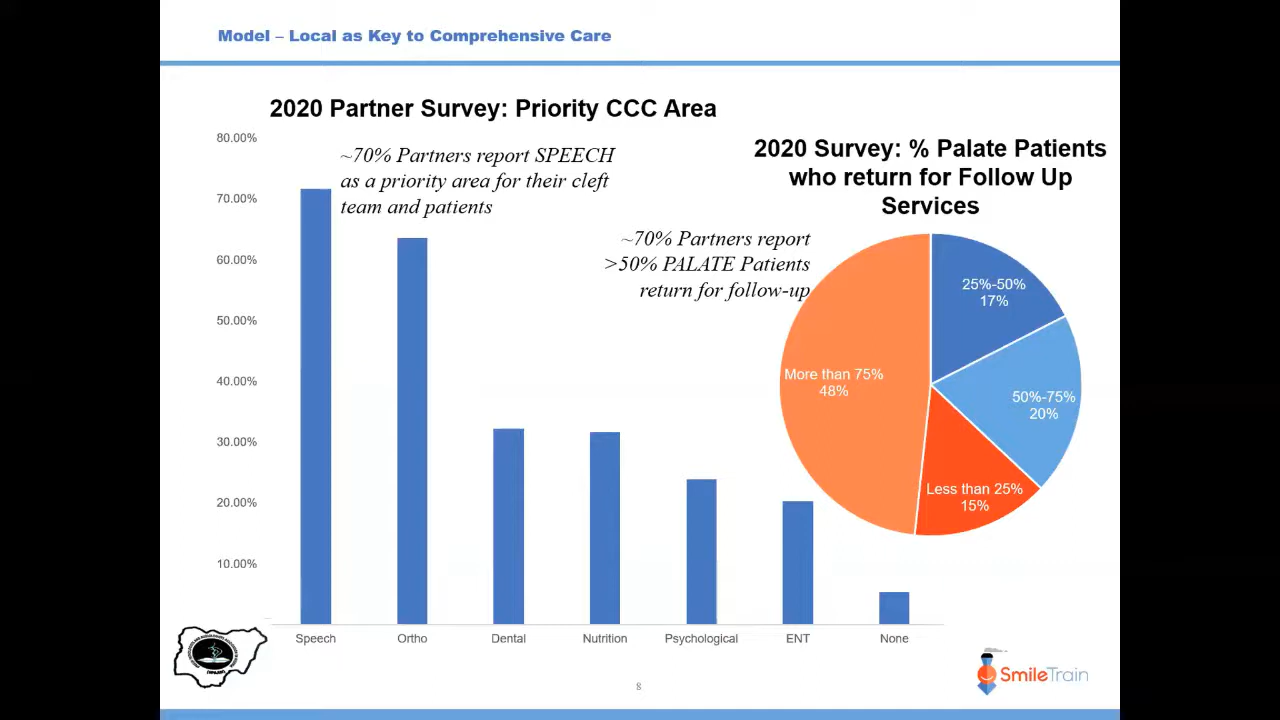 Model – Local as Key to Comprehensive Care
2020 Partner Survey: Priority CCC Area
80.00%
70.00%
60.00%
50.00%
40.00%
30.00%
20.00%
10.00%
~70% Partners report SPEECH
as a priority area for their cleft
team and patients
Speech
Ortho
Dental
Nutrition
Psychological
ENT
None
2020 Survey: % Palate Patients
who return for Follow Up
Services
~70% Partners report
>50% PALATE Patients
return for follow-up
25%-50%
17%
50%-75%
20%
Less than 25%
15%
More than 75%
48%
8
SmileTrain